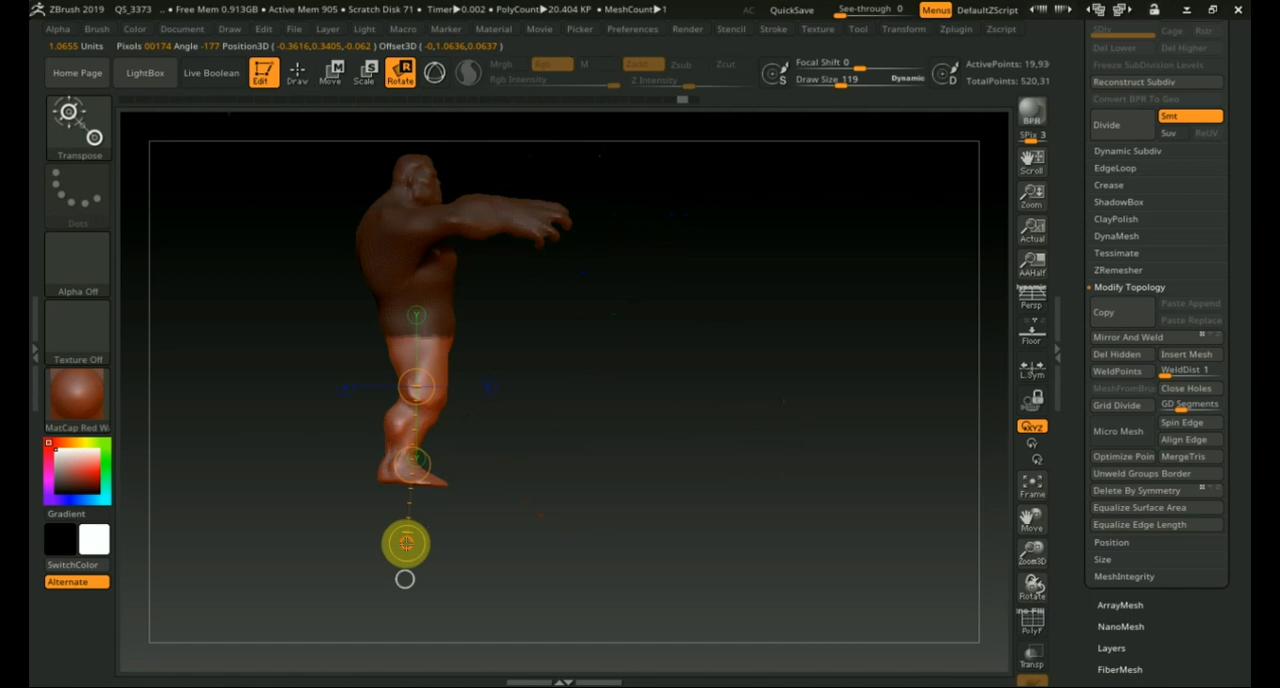 ZBrush 2019 QS_3373 .. • Free Mem 0.913GB • Active Mem 905 • Scratch Disk 71 • Timer▶0.002 • PolyCount▶20.404 KP • MeshCount▶1 AC QuickSave See-through 0 Menus DefaultZScript
Alpha Brush Color Document Draw Edit File Layer Light Macro Marker Material Movie Picker Preferences Render Stencil Stroke Texture Tool Transform Zplugin Zscript
1.0655 Units Pixols 00174 Angle -177 Position3D ( -0.3616,0.3405,-0.062 ) Offset3D ( -0,1.0636,0.0637 )
Home Page LightBox Live Boolean Edit Draw Move Scale Rotate
Mrgb Rgb M Zadd Zsub Zcut
Rgb Intensity Z Intensity
Focal Shift 0
Draw Size 119 Dynamic
ActivePoints: 19,93
TotalPoints: 520,31
Transpose
Dots
Alpha Off
Texture Off
MatCap Red W
Gradient
SwitchColor
Alternate
Y
BPR
SPix 3
Scroll
Zoom
Actual
AAHalf
Dynamic
Persp
Floor
L.Sym
XYZ
Frame
Move
Zoom3D
Rotate
PolyF
Transp
SDiv Cage Rstr
Del Lower Del Higher
Freeze SubDivision Levels
Reconstruct Subdiv
Convert BPR To Geo
Divide Smt
Suv ReUV
Dynamic Subdiv
EdgeLoop
Crease
ShadowBox
ClayPolish
DynaMesh
Tessimate
ZRemesher
Modify Topology
Copy Paste Append
Paste Replace
Mirror And Weld
Del Hidden Insert Mesh
WeldPoints WeldDist 1
MeshFromBru Close Holes
Grid Divide GD Segments
Micro Mesh Spin Edge
Align Edge
Optimize Poin MergeTris
Unweld Groups Border
Delete By Symmetry
Equalize Surface Area
Equalize Edge Length
Position
Size
MeshIntegrity
ArrayMesh
NanoMesh
Layers
FiberMesh